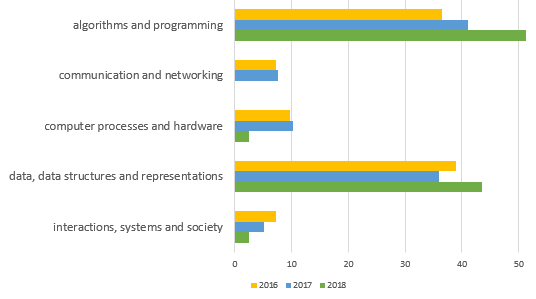 algorithms and programming
communication and networking
computer processes and hardware
data, data structures and representations
interactions, systems and society
0 10 20 30 40 50
2016 2017 2018